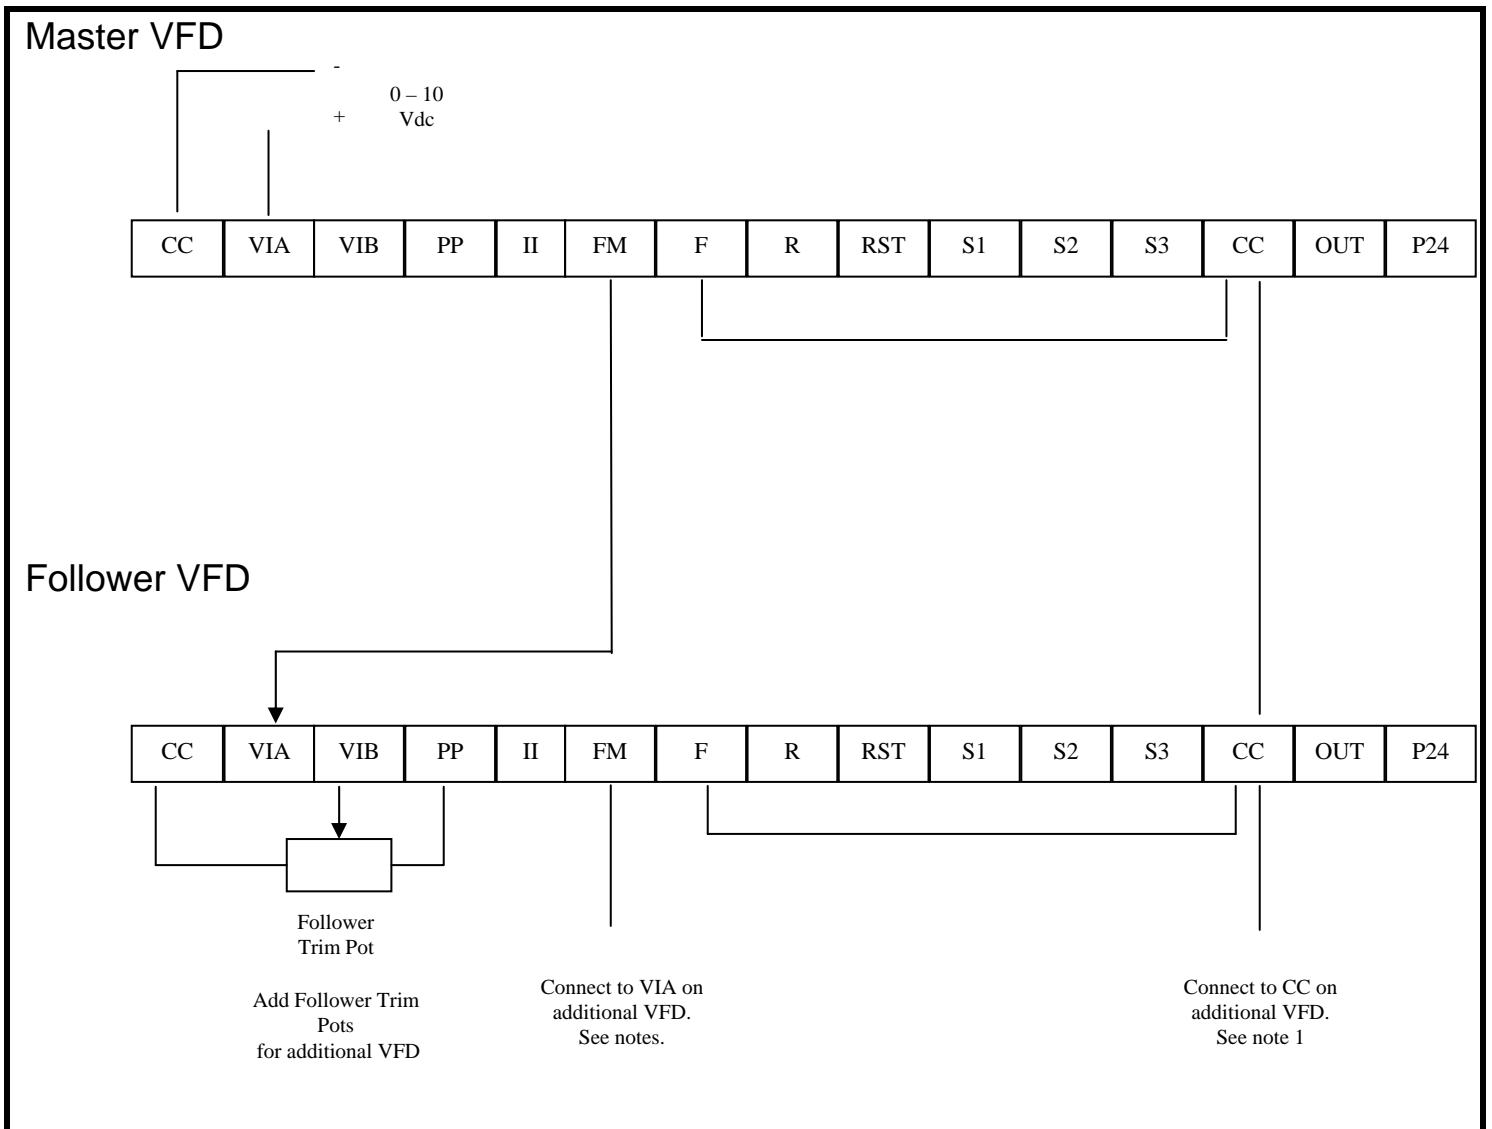 Master VFD
-
0 – 10
+ Vdc
CC VIA VIB PP II FM F R RST S1 S2 S3 CC OUT P24
Follower VFD
CC VIA VIB PP II FM F R RST S1 S2 S3 CC OUT P24
Follower
Trim Pot
Add Follower Trim
Pots
for additional VFD
Connect to VIA on
additional VFD.
See notes.
Connect to CC on
additional VFD.
See note 1